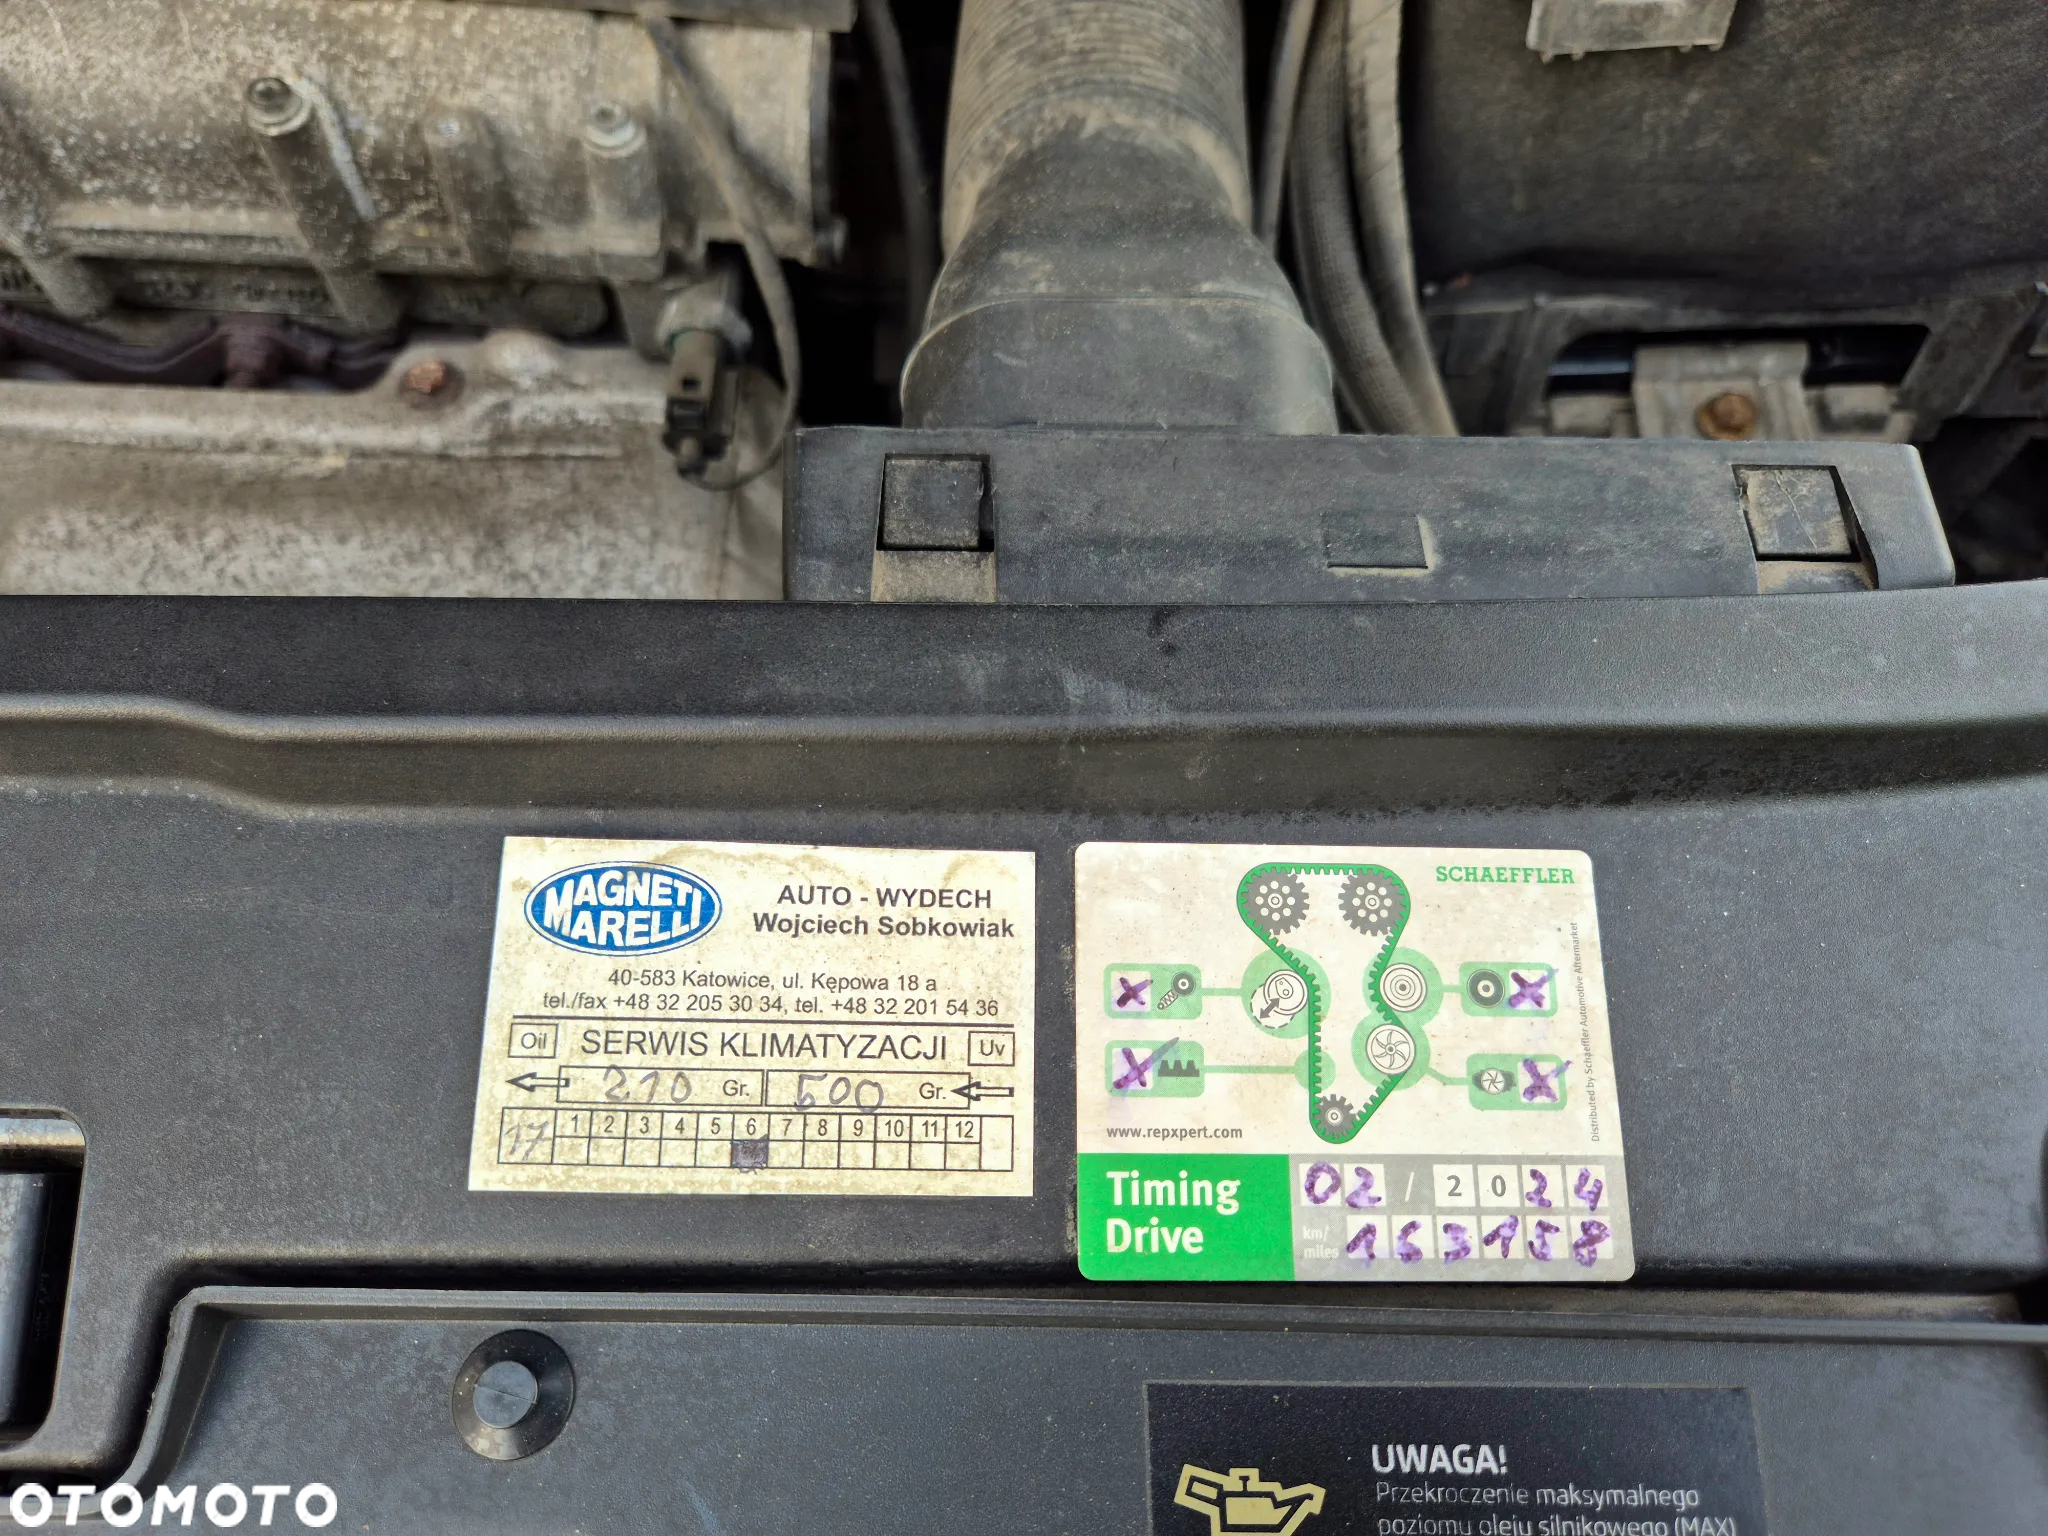 MAGNETI
MARELLI
AUTO - WYDECH
Wojciech Sobkowiak
40-583 Katowice, ul. Kępowa 18 a
tel./fax +48 32 205 30 34, tel. +48 32 201 54 36
Oil SERWIS KLIMATYZACJI Uv
210 Gr. 500 Gr.
17 1 2 3 4 5 6 7 8 9 10 11 12
SCHAEFFLER
Distributed by Schaeffler Automotive Aftermarket
www.repxpert.com
Timing
Drive
02 / 2024
km/
miles
163158
UWAGA!
Przekroczenie maksymalnego
poziomu oleju silnikowego (MAX)
OTOMOTO